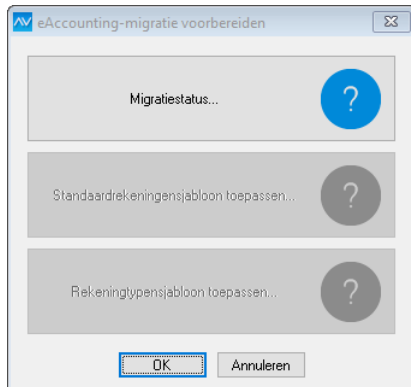 eAccounting-migratie voorbereiden
Migratiestatus...
?
Standaardrekeningensjabloon toepassen...
?
Rekeningtypensjabloon toepassen...
?
OK
Annuleren